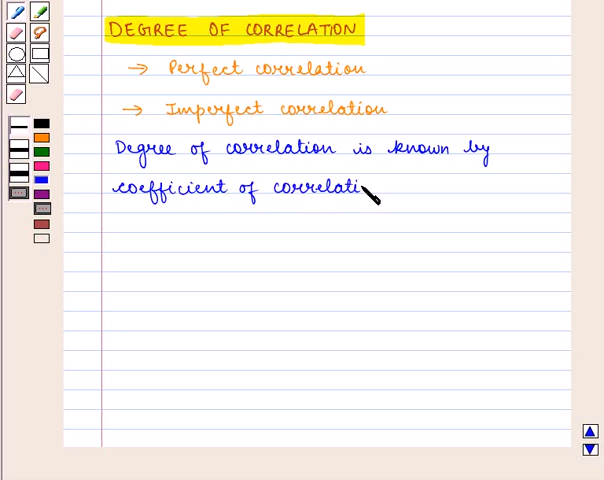 DEGREE OF CORRELATION
→ Perfect correlation
→ Imperfect correlation
Degree of correlation is known by
coefficient of correlati